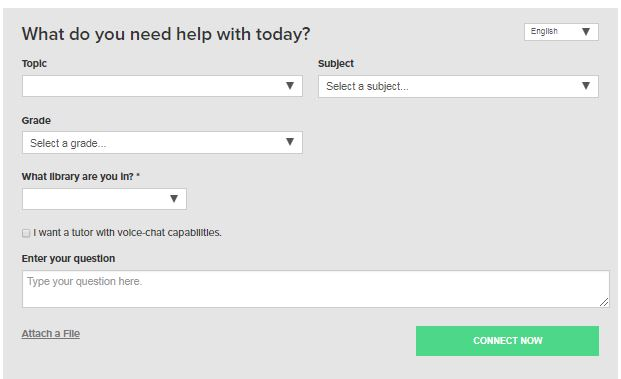 What do you need help with today?
English
Topic
Subject
Select a subject...
Grade
Select a grade...
What library are you in? *
I want a tutor with voice-chat capabilities.
Enter your question
Type your question here.
Attach a File
CONNECT NOW